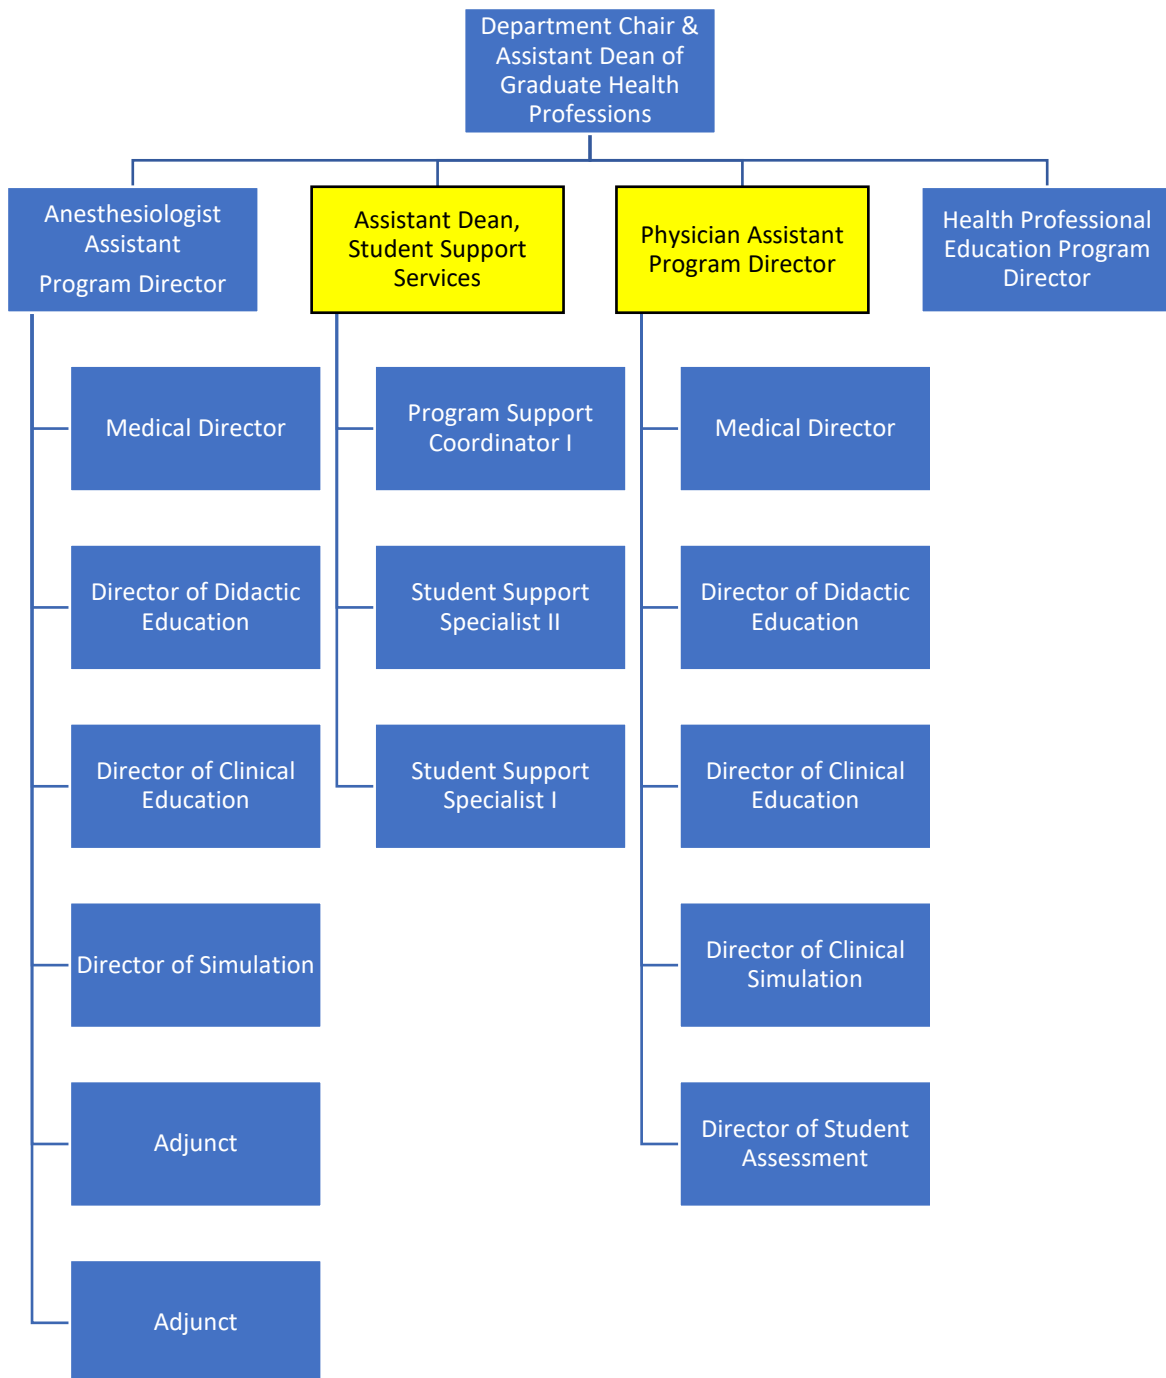 Department Chair &
Assistant Dean of
Graduate Health
Professions
Anesthesiologist
Assistant
Program Director
Assistant Dean,
Student Support
Services
Physician Assistant
Program Director
Health Professional
Education Program
Director
Medical Director
Program Support
Coordinator I
Medical Director
Director of Didactic
Education
Student Support
Specialist II
Director of Didactic
Education
Director of Clinical
Education
Student Support
Specialist I
Director of Clinical
Education
Director of Simulation
Director of Clinical
Simulation
Adjunct
Director of Student
Assessment
Adjunct